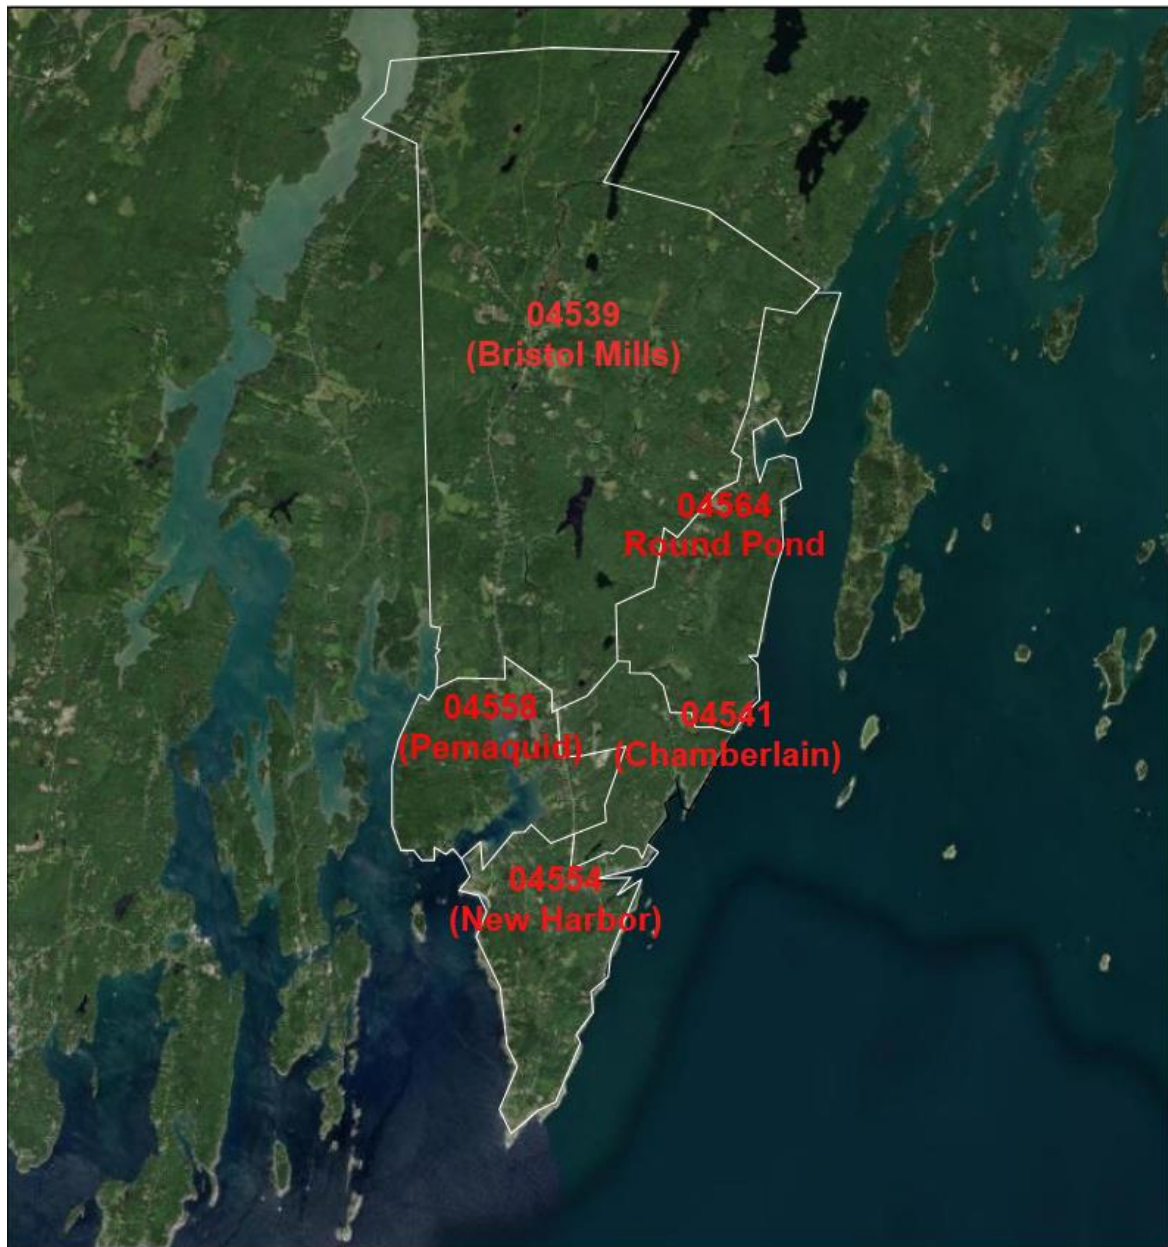 04539
(Bristol Mills)
04564
Round Pond
04558
(Pemaquid)
04541
(Chamberlain)
04554
(New Harbor)